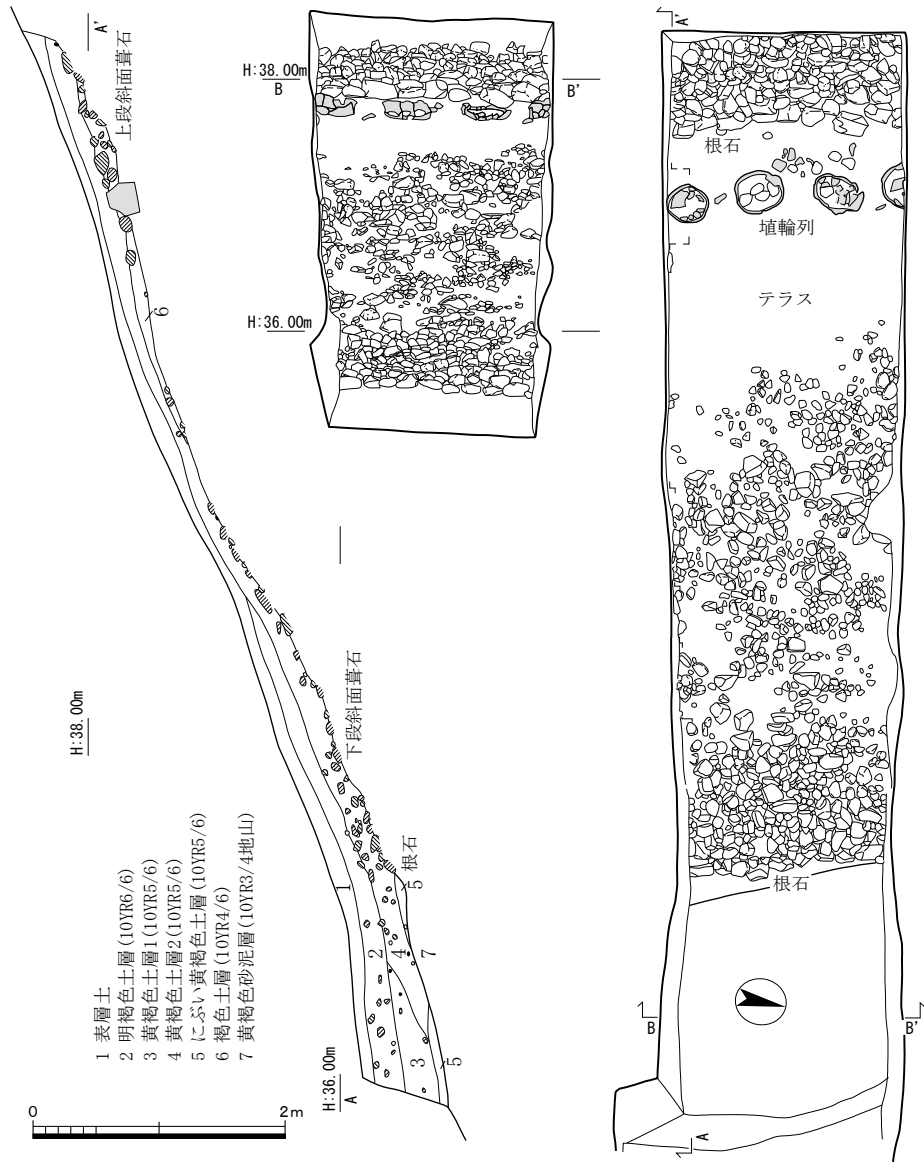 A'
上段斜面葺石
6
下段斜面葺石
根石
5
1
2
4
7
3
5
H:38.00m
H:36.00m
A
1 表層土
2 明褐色土層(10YR6/6)
3 黄褐色土層1(10YR5/6)
4 黄褐色土層2(10YR5/6)
5 にぶい黄褐色土層(10YR5/6)
6 褐色土層(10YR4/6)
7 黄褐色砂泥層(10YR3/4地山)
0 2m
H:38.00m
B B'
H:36.00m
A'
根石
埴輪列
テラス
根石
B B'
A